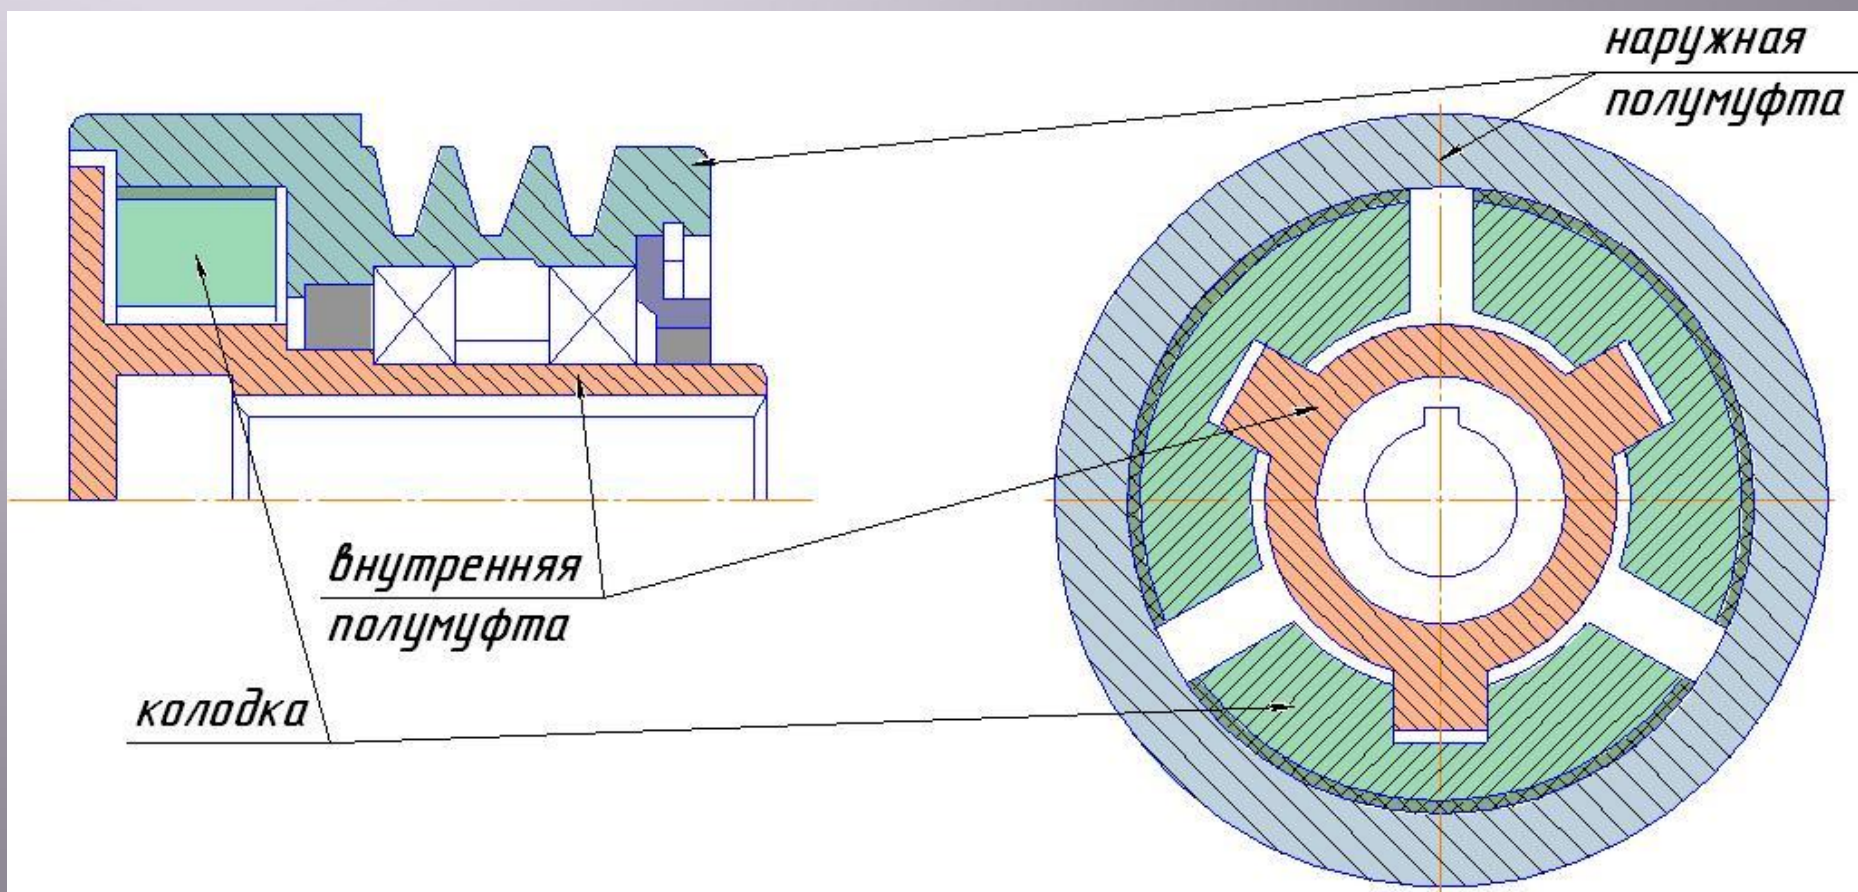 наружная
полумуфта
внутренняя
полумуфта
колодка